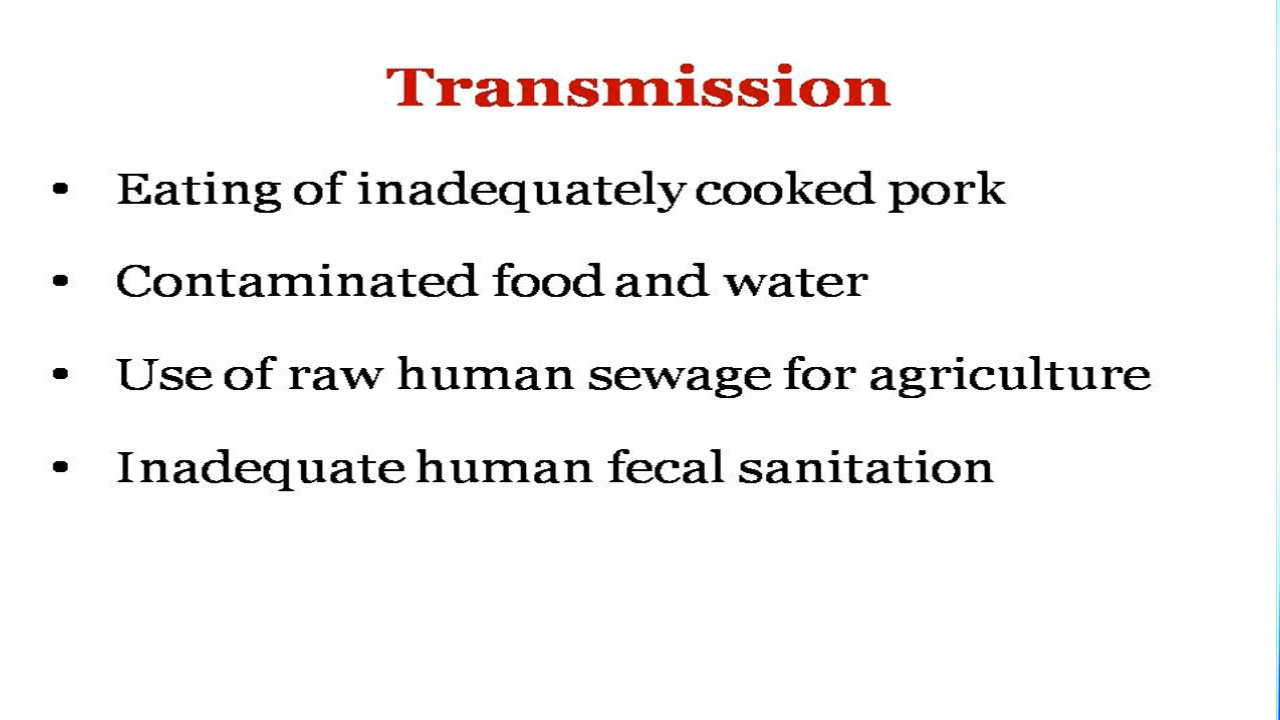 Transmission
• Eating of inadequately cooked pork
• Contaminated food and water
• Use of raw human sewage for agriculture
• Inadequate human fecal sanitation